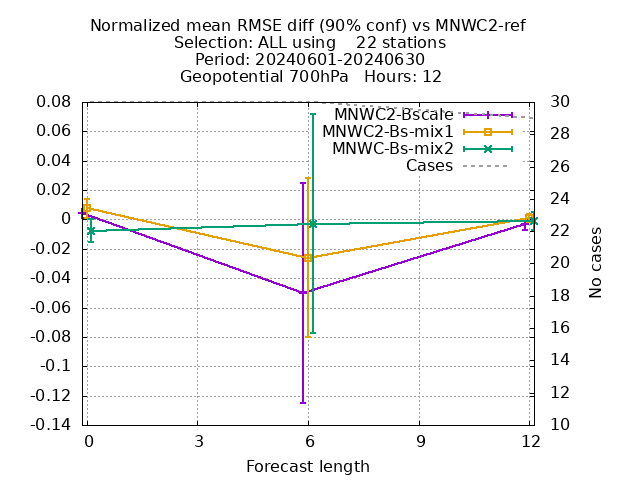 Normalized mean RMSE diff (90% conf) vs MNWC2-ref
Selection: ALL using    22 stations
Period: 20240601-20240630
Geopotential 700hPa   Hours: 12
MNWC2-Bscale
MNWC2-Bs-mix1
MNWC-Bs-mix2
Cases
0.08
0.06
0.04
0.02
0
-0.02
-0.04
-0.06
-0.08
-0.1
-0.12
-0.14
30
28
26
24
22
20
18
16
14
12
10
No cases
0 3 6 9 12
Forecast length